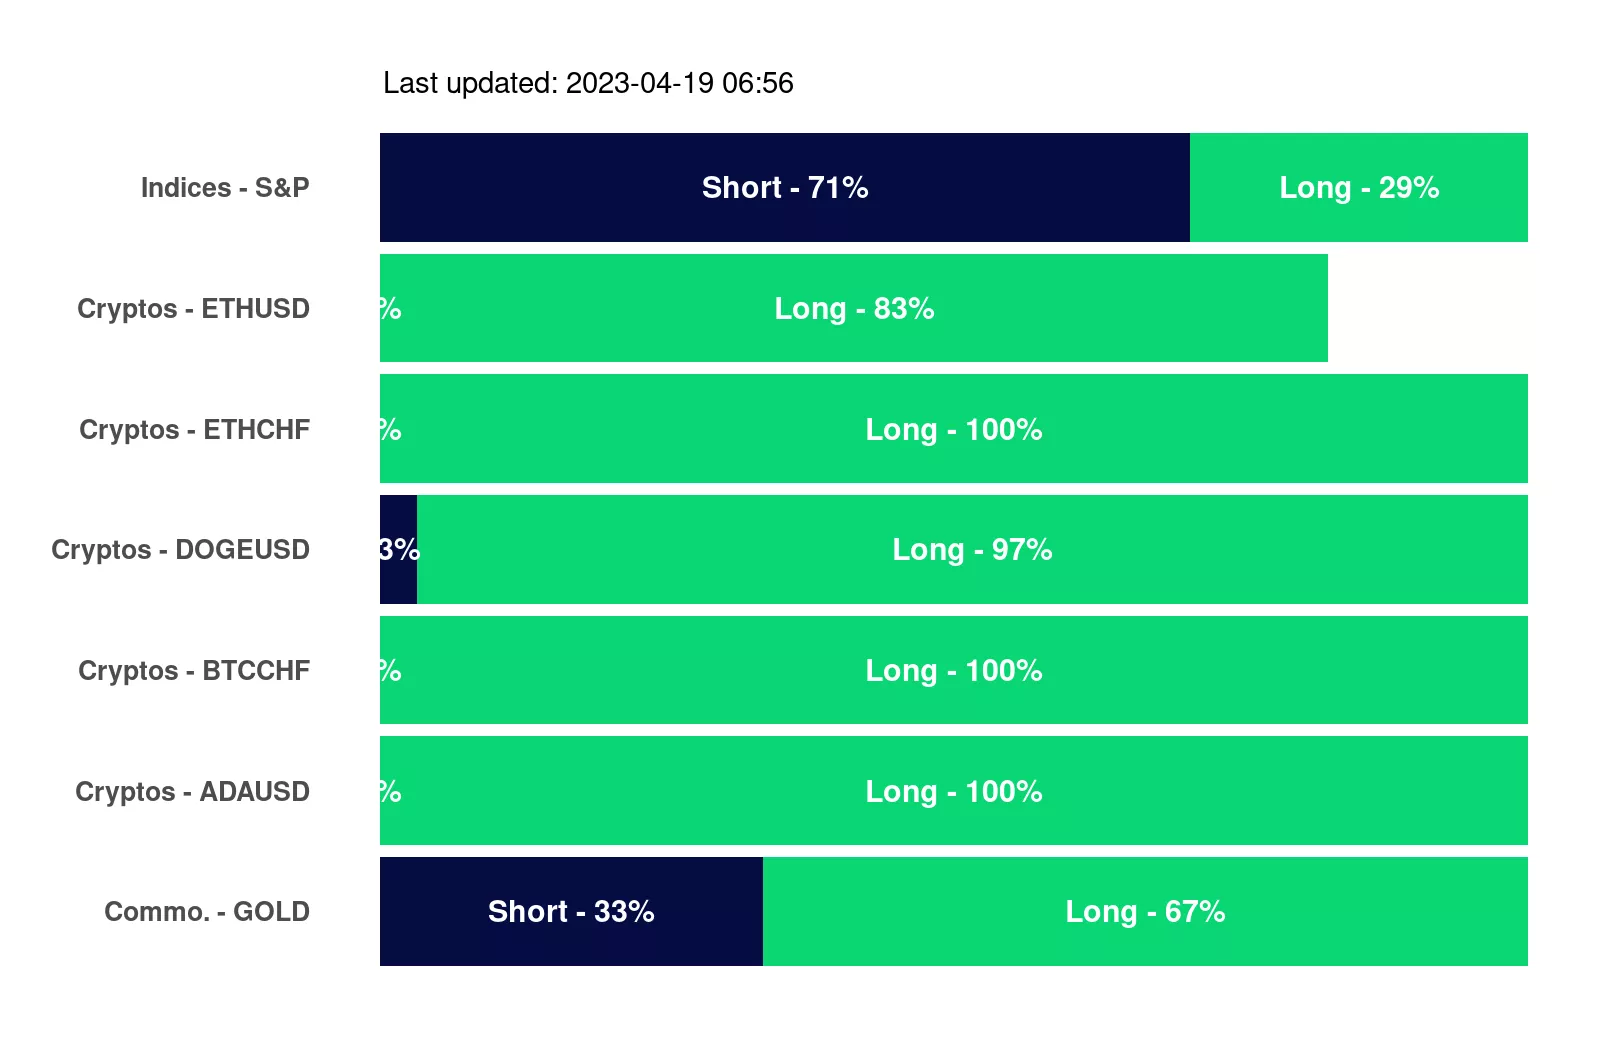 Last updated: 2023-04-19 06:56
Indices - S&P Short - 71% Long - 29%
Cryptos - ETHUSD % Long - 83%
Cryptos - ETHCHF % Long - 100%
Cryptos - DOGEUSD 3% Long - 97%
Cryptos - BTCCHF % Long - 100%
Cryptos - ADAUSD % Long - 100%
Commo. - GOLD Short - 33% Long - 67%